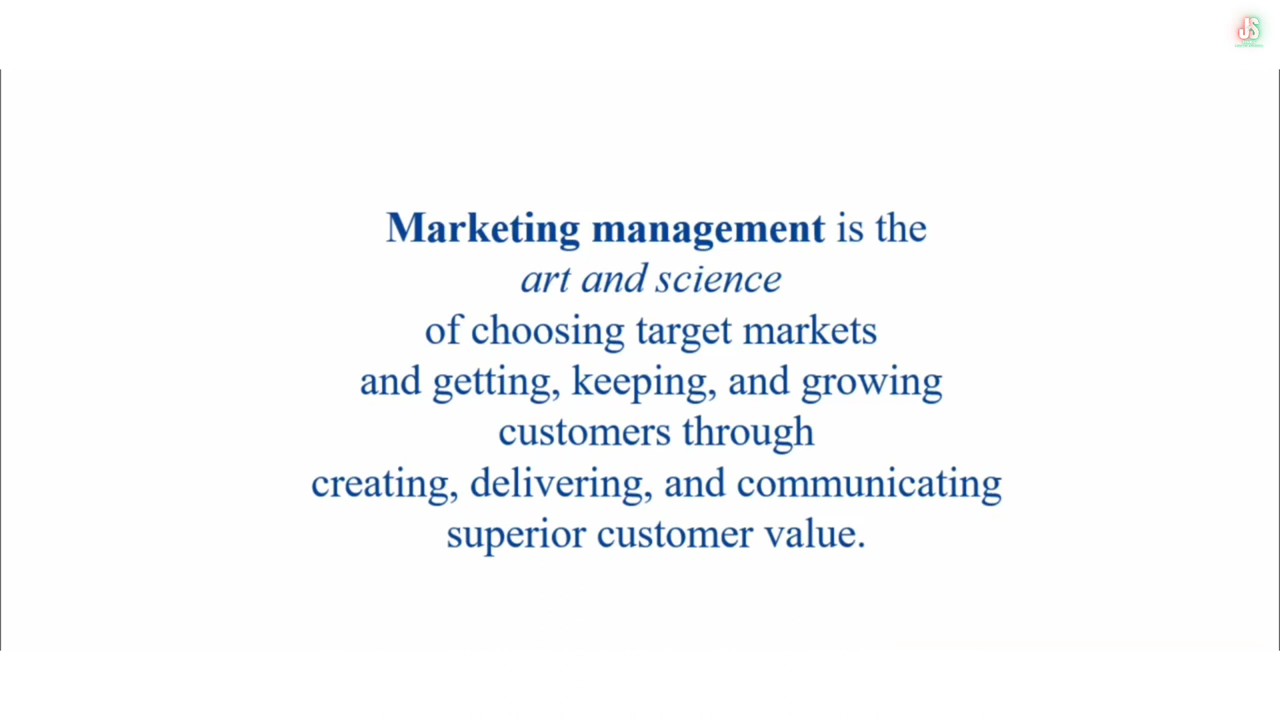 JS
Marketing management is the
art and science
of choosing target markets
and getting, keeping, and growing
customers through
creating, delivering, and communicating
superior customer value.